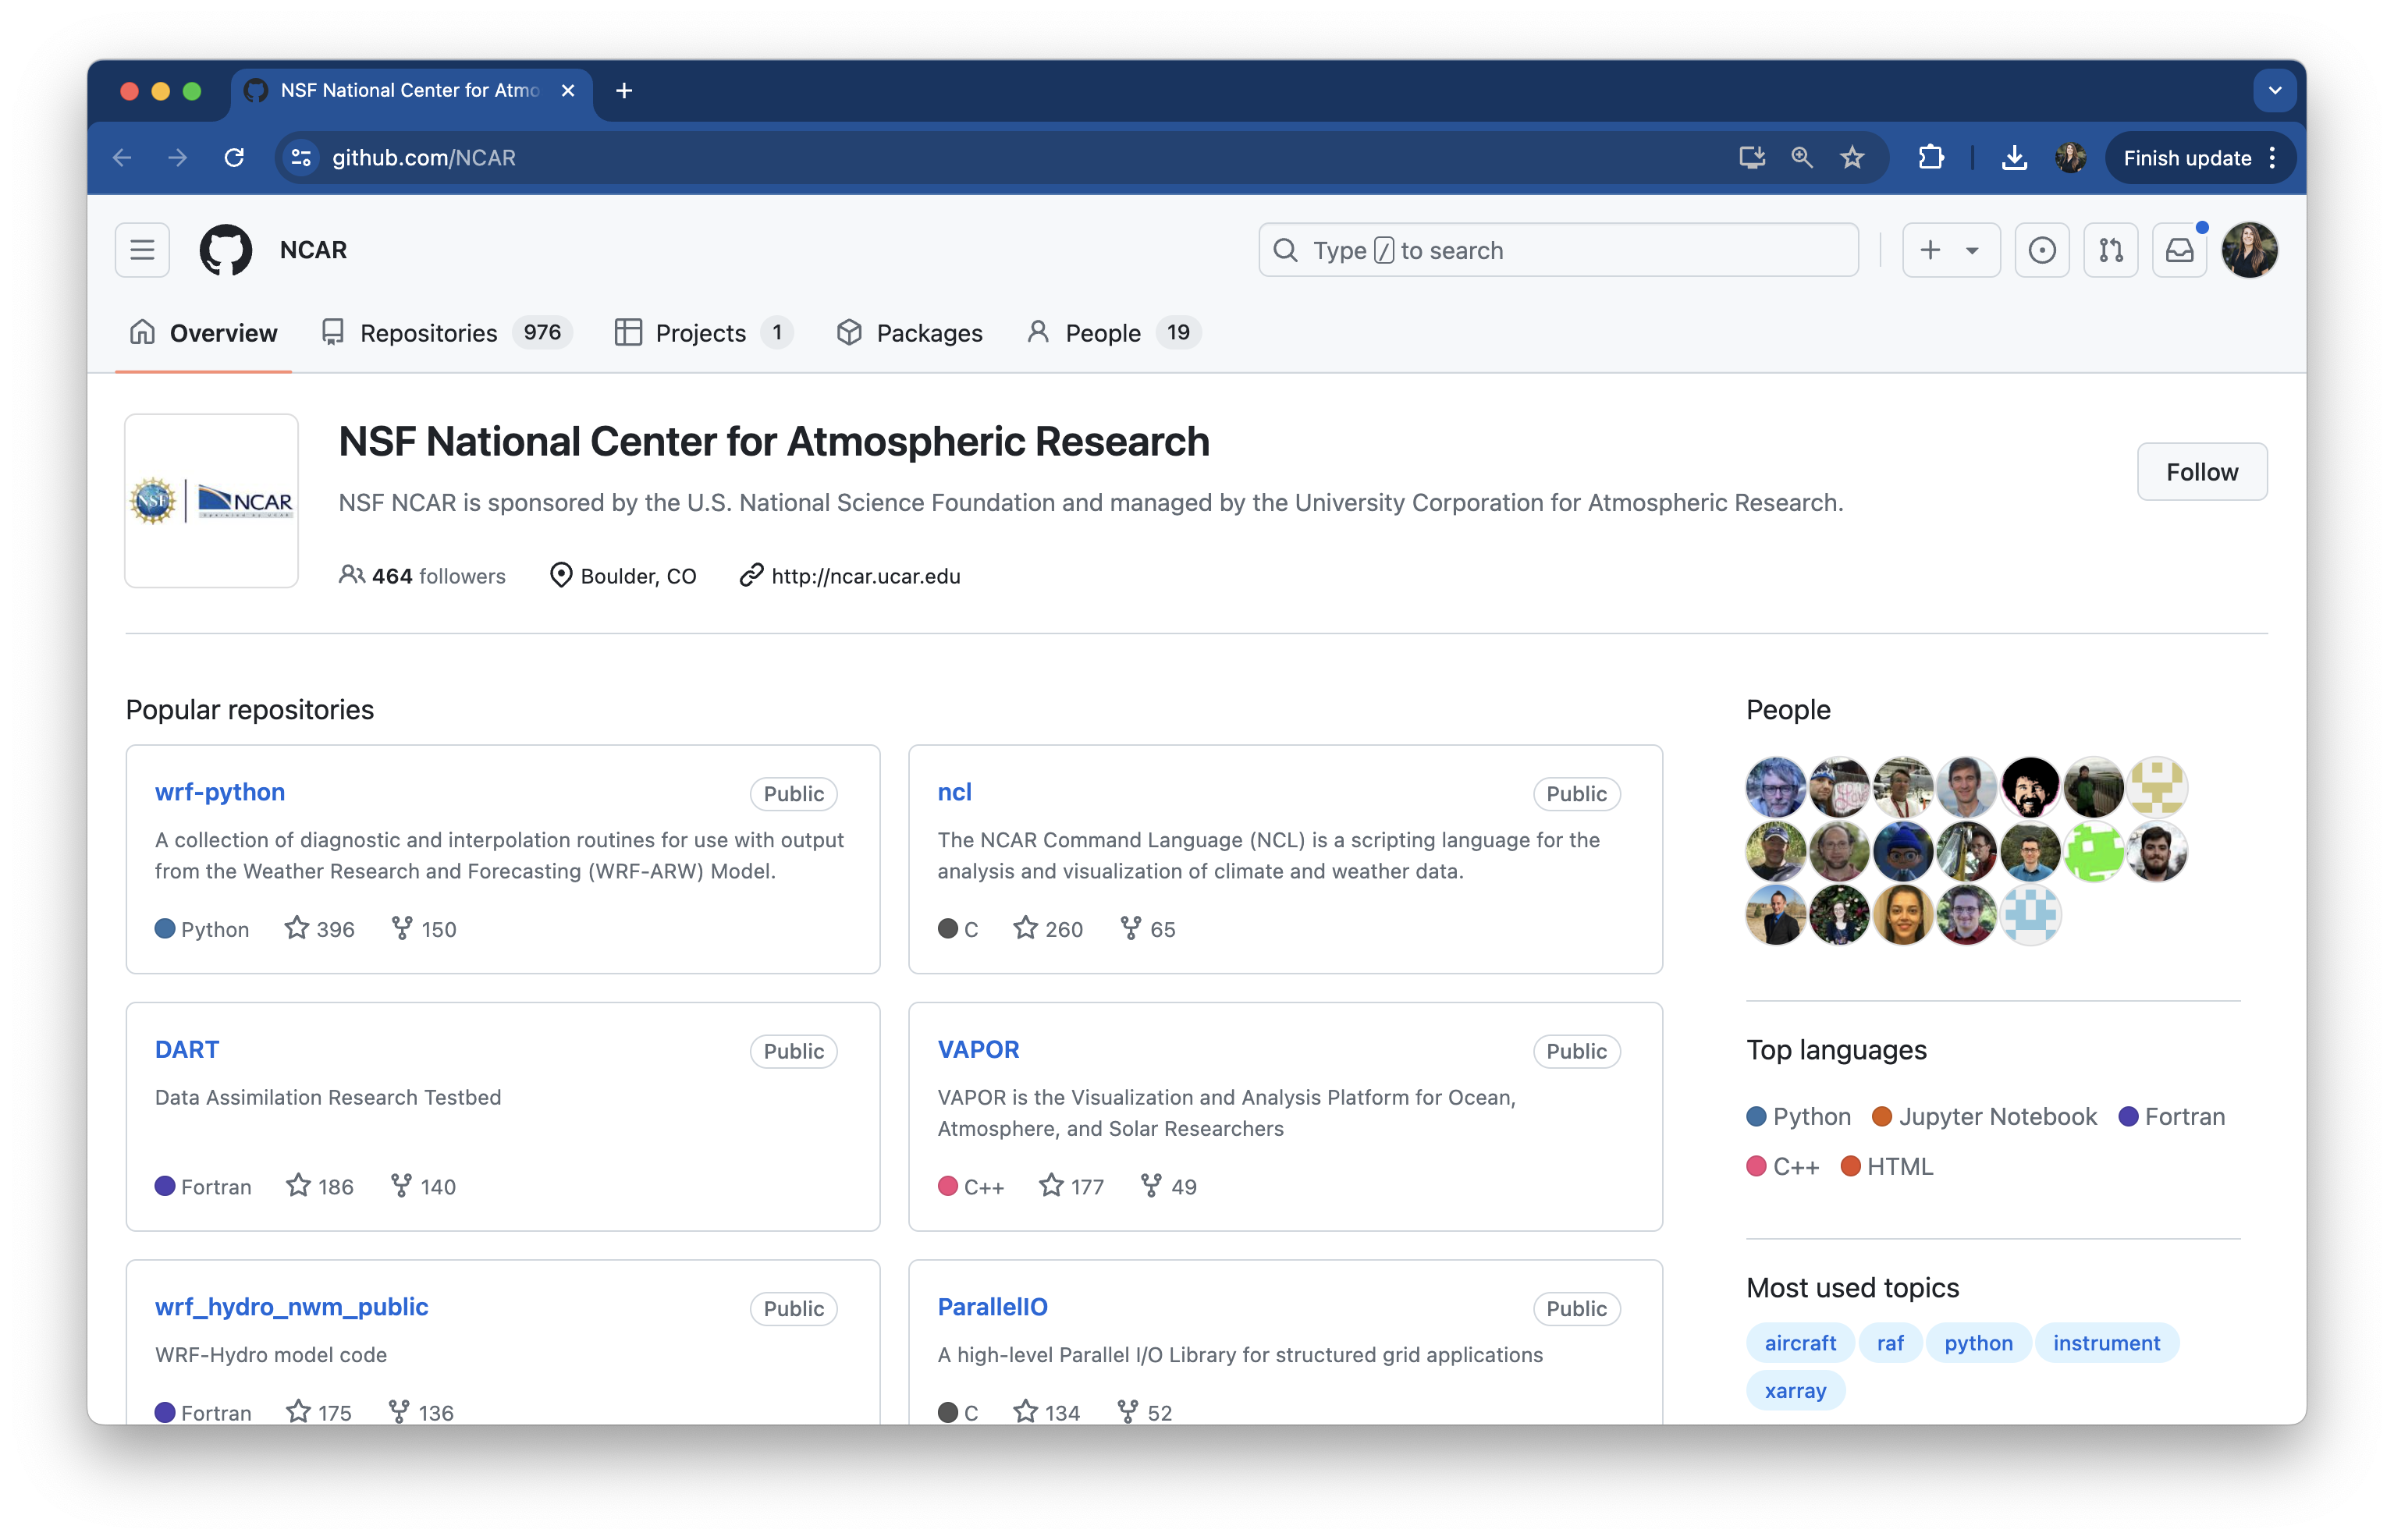 NSF National Center for Atmo
github.com/NCAR
Finish update
NCAR
Type / to search
Overview
Repositories 976
Projects 1
Packages
People 19
NSF
NCAR
NSF National Center for Atmospheric Research
Follow
NSF NCAR is sponsored by the U.S. National Science Foundation and managed by the University Corporation for Atmospheric Research.
464 followers
Boulder, CO
http://ncar.ucar.edu
Popular repositories
wrf-python
Public
A collection of diagnostic and interpolation routines for use with output
from the Weather Research and Forecasting (WRF-ARW) Model.
Python 396 150
ncl
Public
The NCAR Command Language (NCL) is a scripting language for the
analysis and visualization of climate and weather data.
C 260 65
DART
Public
Data Assimilation Research Testbed
Fortran 186 140
VAPOR
Public
VAPOR is the Visualization and Analysis Platform for Ocean,
Atmosphere, and Solar Researchers
C++ 177 49
wrf_hydro_nwm_public
Public
WRF-Hydro model code
Fortran 175 136
ParallelIO
Public
A high-level Parallel I/O Library for structured grid applications
C 134 52
People
Top languages
Python Jupyter Notebook Fortran
C++ HTML
Most used topics
aircraft raf python instrument
xarray